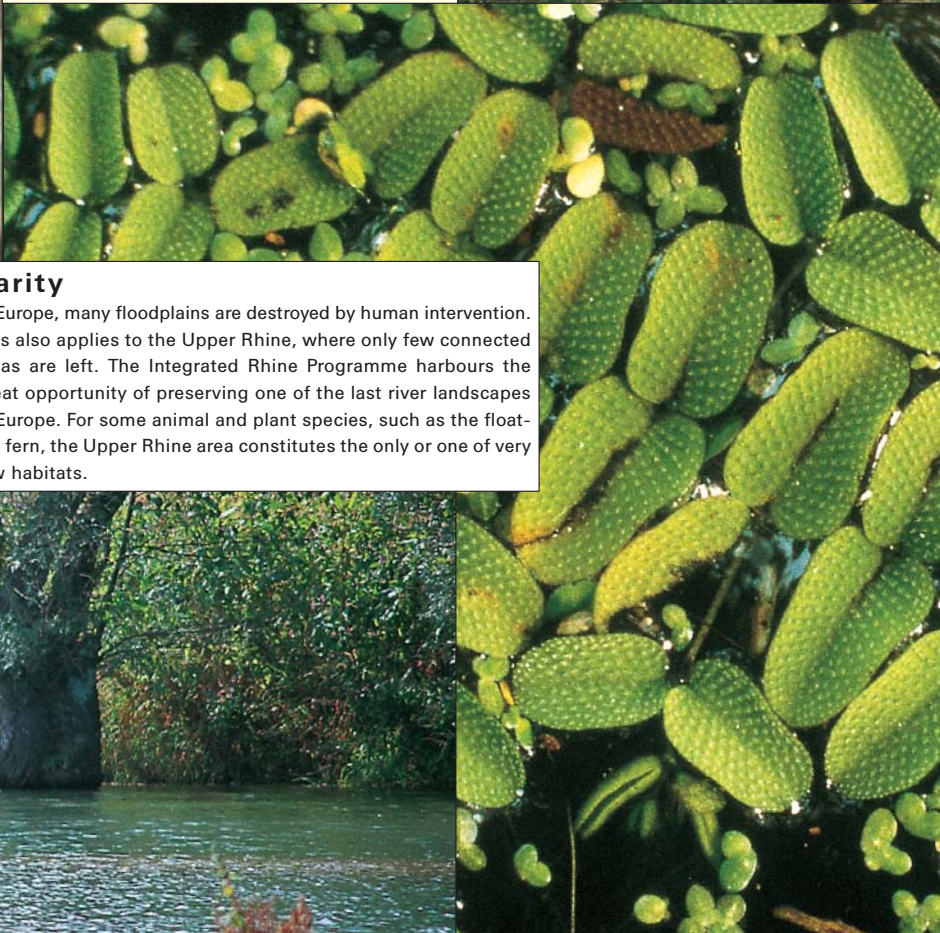 arity
Europe, many floodplains are destroyed by human intervention.
s also applies to the Upper Rhine, where only few connected
as are left. The Integrated Rhine Programme harbours the
eat opportunity of preserving one of the last river landscapes
Europe. For some animal and plant species, such as the float-
fern, the Upper Rhine area constitutes the only or one of very
w habitats.